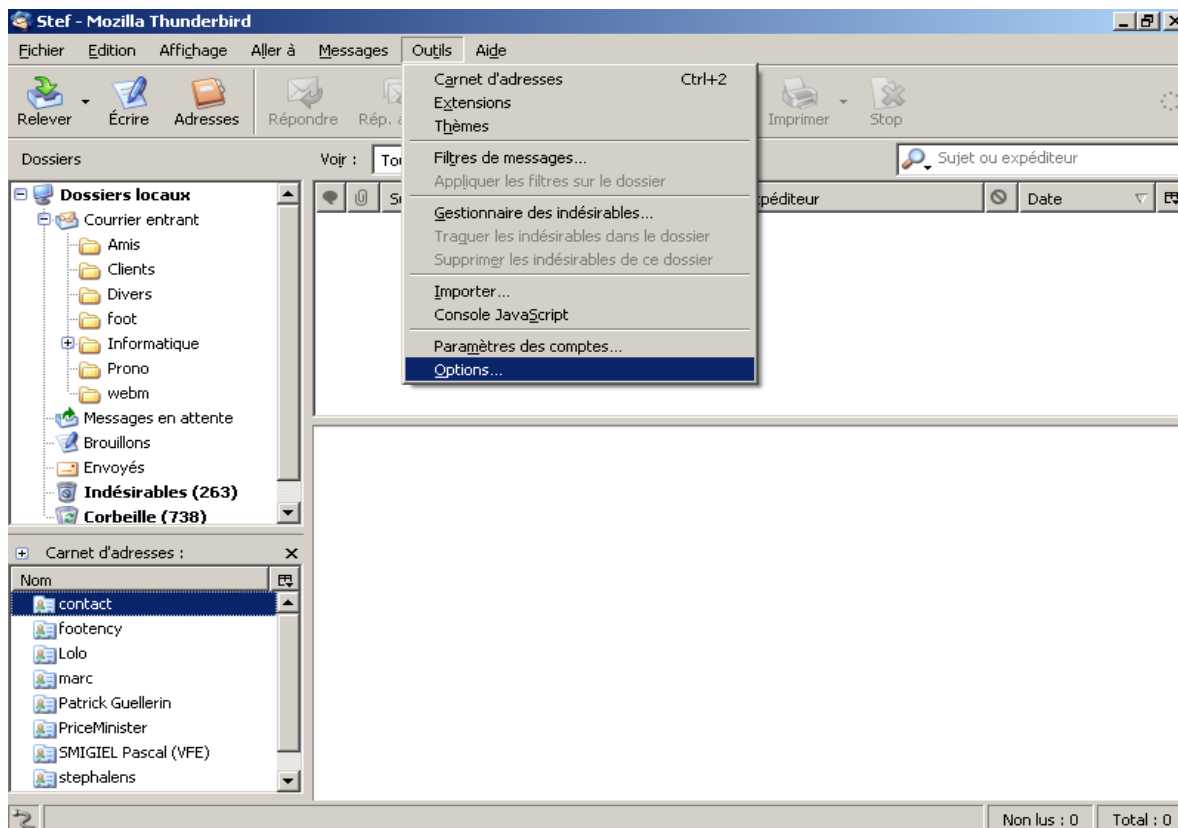 Stef - Mozilla Thunderbird
Fichier Edition Affichage Aller à Messages Outils Aide
Relever Écrire Adresses Répondre Rép. Imprimer Stop
Carnet d'adresses Ctrl+2
Extensions
Thèmes
Filtres de messages...
Appliquer les filtres sur le dossier
Gestionnaire des indésirables...
Traquer les indésirables dans le dossier
Supprimer les indésirables de ce dossier
Importer...
Console JavaScript
Paramètres des comptes...
Options...
Dossiers
Voir :
Sujet ou expéditeur
Date
Dossiers locaux
Courrier entrant
Amis
Clients
Divers
foot
Informatique
Prono
webm
Messages en attente
Brouillons
Envoyés
Indésirables (263)
Corbeille (738)
Carnet d'adresses :
Nom
contact
footency
Lolo
marc
Patrick Guellerin
PriceMinister
SMIGIEL Pascal (VFE)
stephalens
Non lus : 0 Total : 0